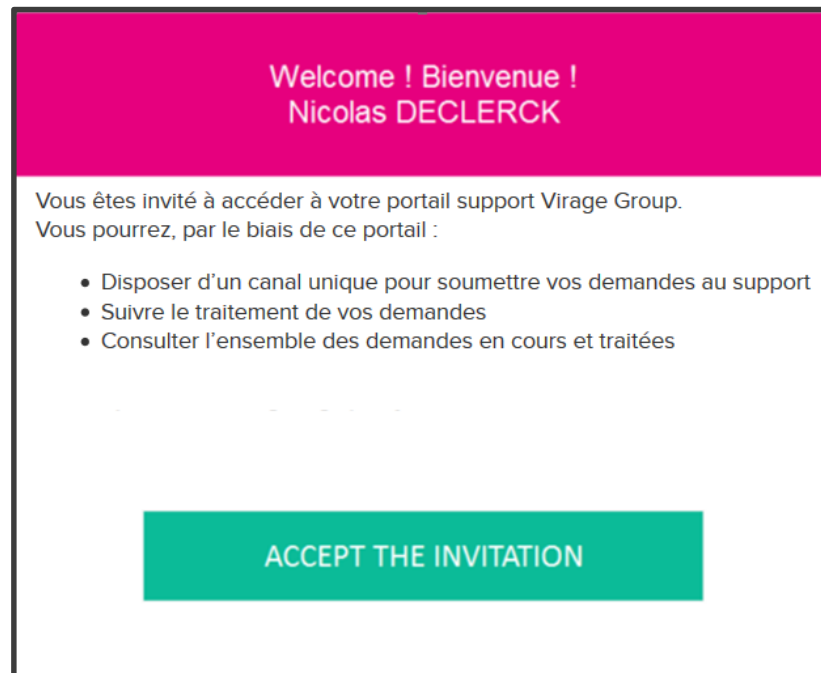 Welcome ! Bienvenue !
Nicolas DECLERCK
Vous êtes invité à accéder à votre portail support Virage Group.
Vous pourrez, par le biais de ce portail :
• Disposer d’un canal unique pour soumettre vos demandes au support
• Suivre le traitement de vos demandes
• Consulter l’ensemble des demandes en cours et traitées
ACCEPT THE INVITATION